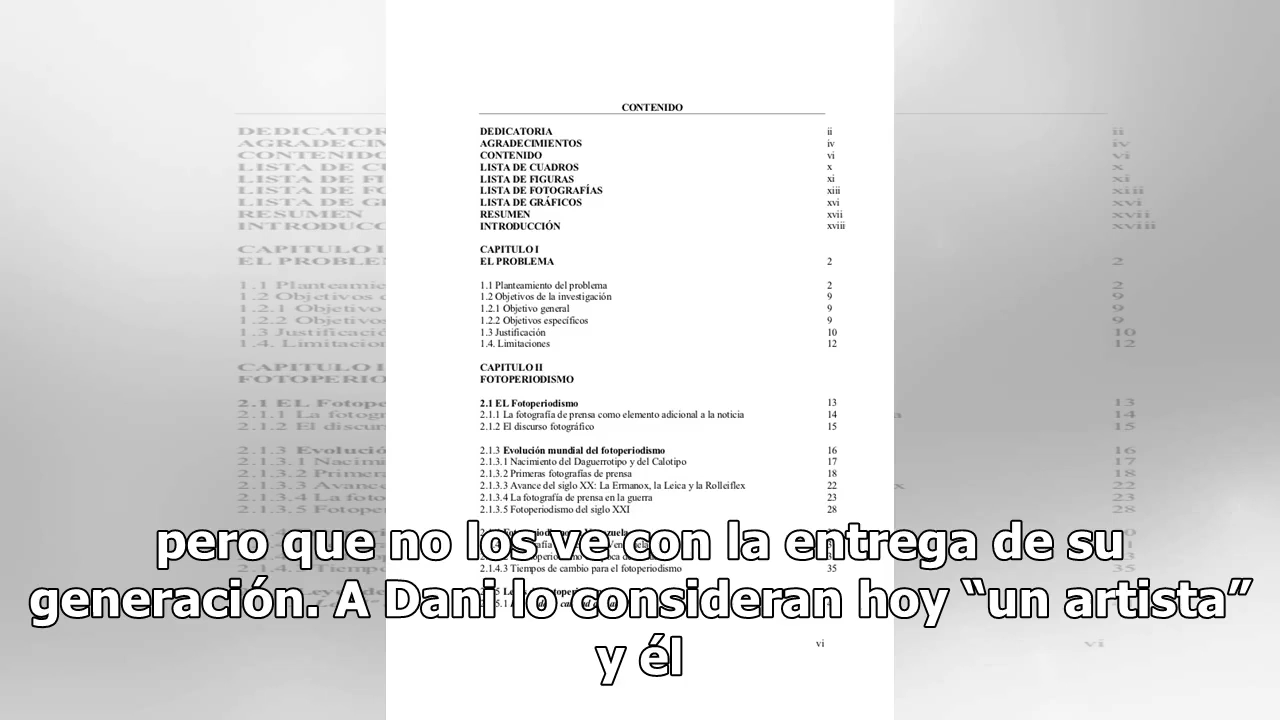 CONTENIDO
DEDICATORIA ii
AGRADECIMIENTOS iv
CONTENIDO vi
LISTA DE CUADROS x
LISTA DE FIGURAS xi
LISTA DE FOTOGRAFÍAS xiii
LISTA DE GRÁFICOS xvi
RESUMEN xvii
INTRODUCCIÓN xviii
CAPITULO I
EL PROBLEMA 2
1.1 Planteamiento del problema 2
1.2 Objetivos de la investigación 9
1.2.1 Objetivo general 9
1.2.2 Objetivos específicos 9
1.3 Justificación 10
1.4. Limitaciones 12
CAPITULO II
FOTOPERIODISMO
2.1 EL Fotoperiodismo 13
2.1.1 La fotografía de prensa como elemento adicional a la noticia 14
2.1.2 El discurso fotográfico 15
2.1.3 Evolución mundial del fotoperiodismo 16
2.1.3.1 Nacimiento del Daguerrotipo y del Calotipo 17
2.1.3.2 Primeras fotografías de prensa 18
2.1.3.3 Avance del siglo XX: La Ermanox, la Leica y la Rolleiflex 22
2.1.3.4 La fotografía de prensa en la guerra 23
2.1.3.5 Fotoperiodismo del siglo XXI 28
2.1.4.3 Tiempos de cambio para el fotoperiodismo 35
vi
pero que no los ve con la entrega de su
generación. A Dani lo consideran hoy “un artista”
y él